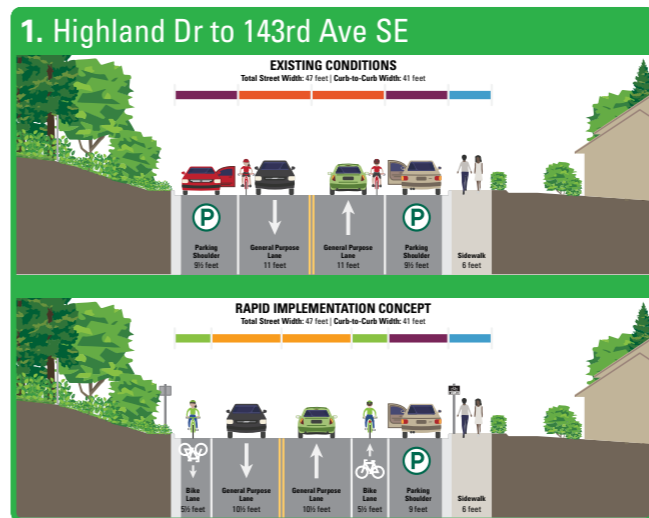 1. Highland Dr to 143rd Ave SE
EXISTING CONDITIONS
Total Street Width: 47 feet | Curb-to-Curb Width: 41 feet
P
P
Parking
Shoulder
9½ feet
General Purpose
Lane
11 feet
General Purpose
Lane
11 feet
Parking
Shoulder
9½ feet
Sidewalk
6 feet
RAPID IMPLEMENTATION CONCEPT
Total Street Width: 47 feet | Curb-to-Curb Width: 41 feet
P
Bike
Lane
5½ feet
General Purpose
Lane
10½ feet
General Purpose
Lane
10½ feet
Bike
Lane
5½ feet
Parking
Shoulder
9 feet
Sidewalk
6 feet